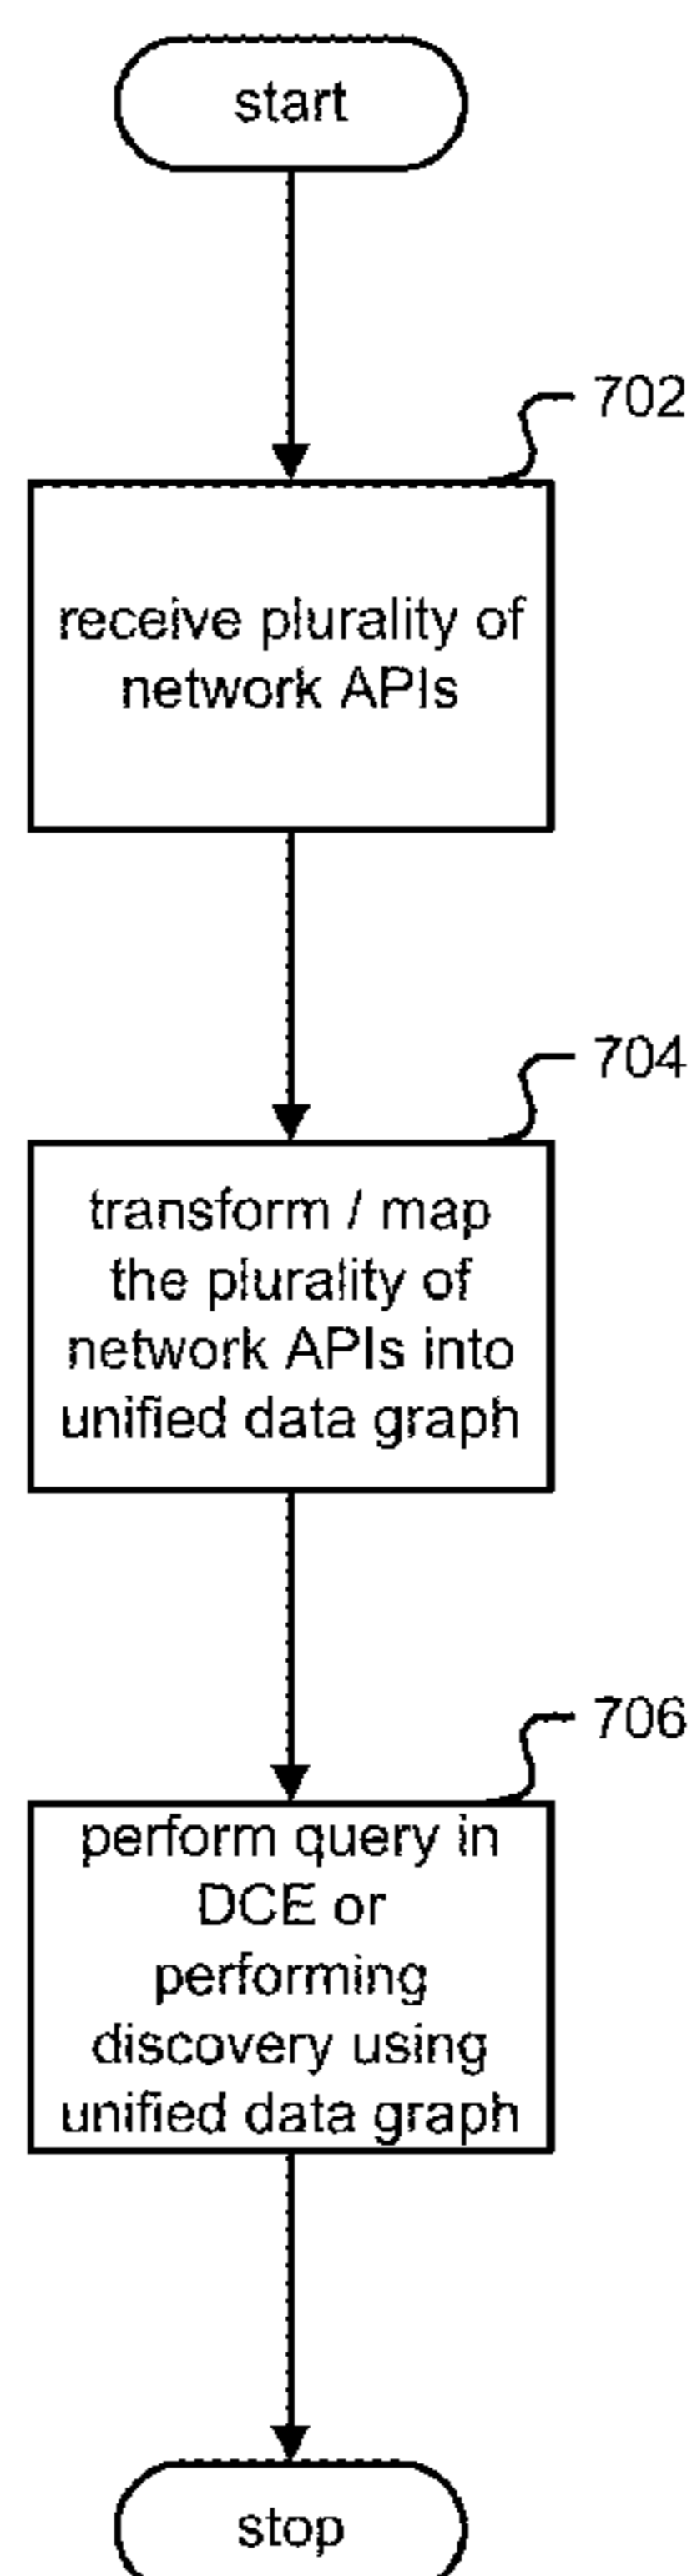 start
702
receive plurality of
network APIs
704
transform / map
the plurality of
network APIs into
unified data graph
706
perform query in
DCE or
performing
discovery using
unified data graph
stop